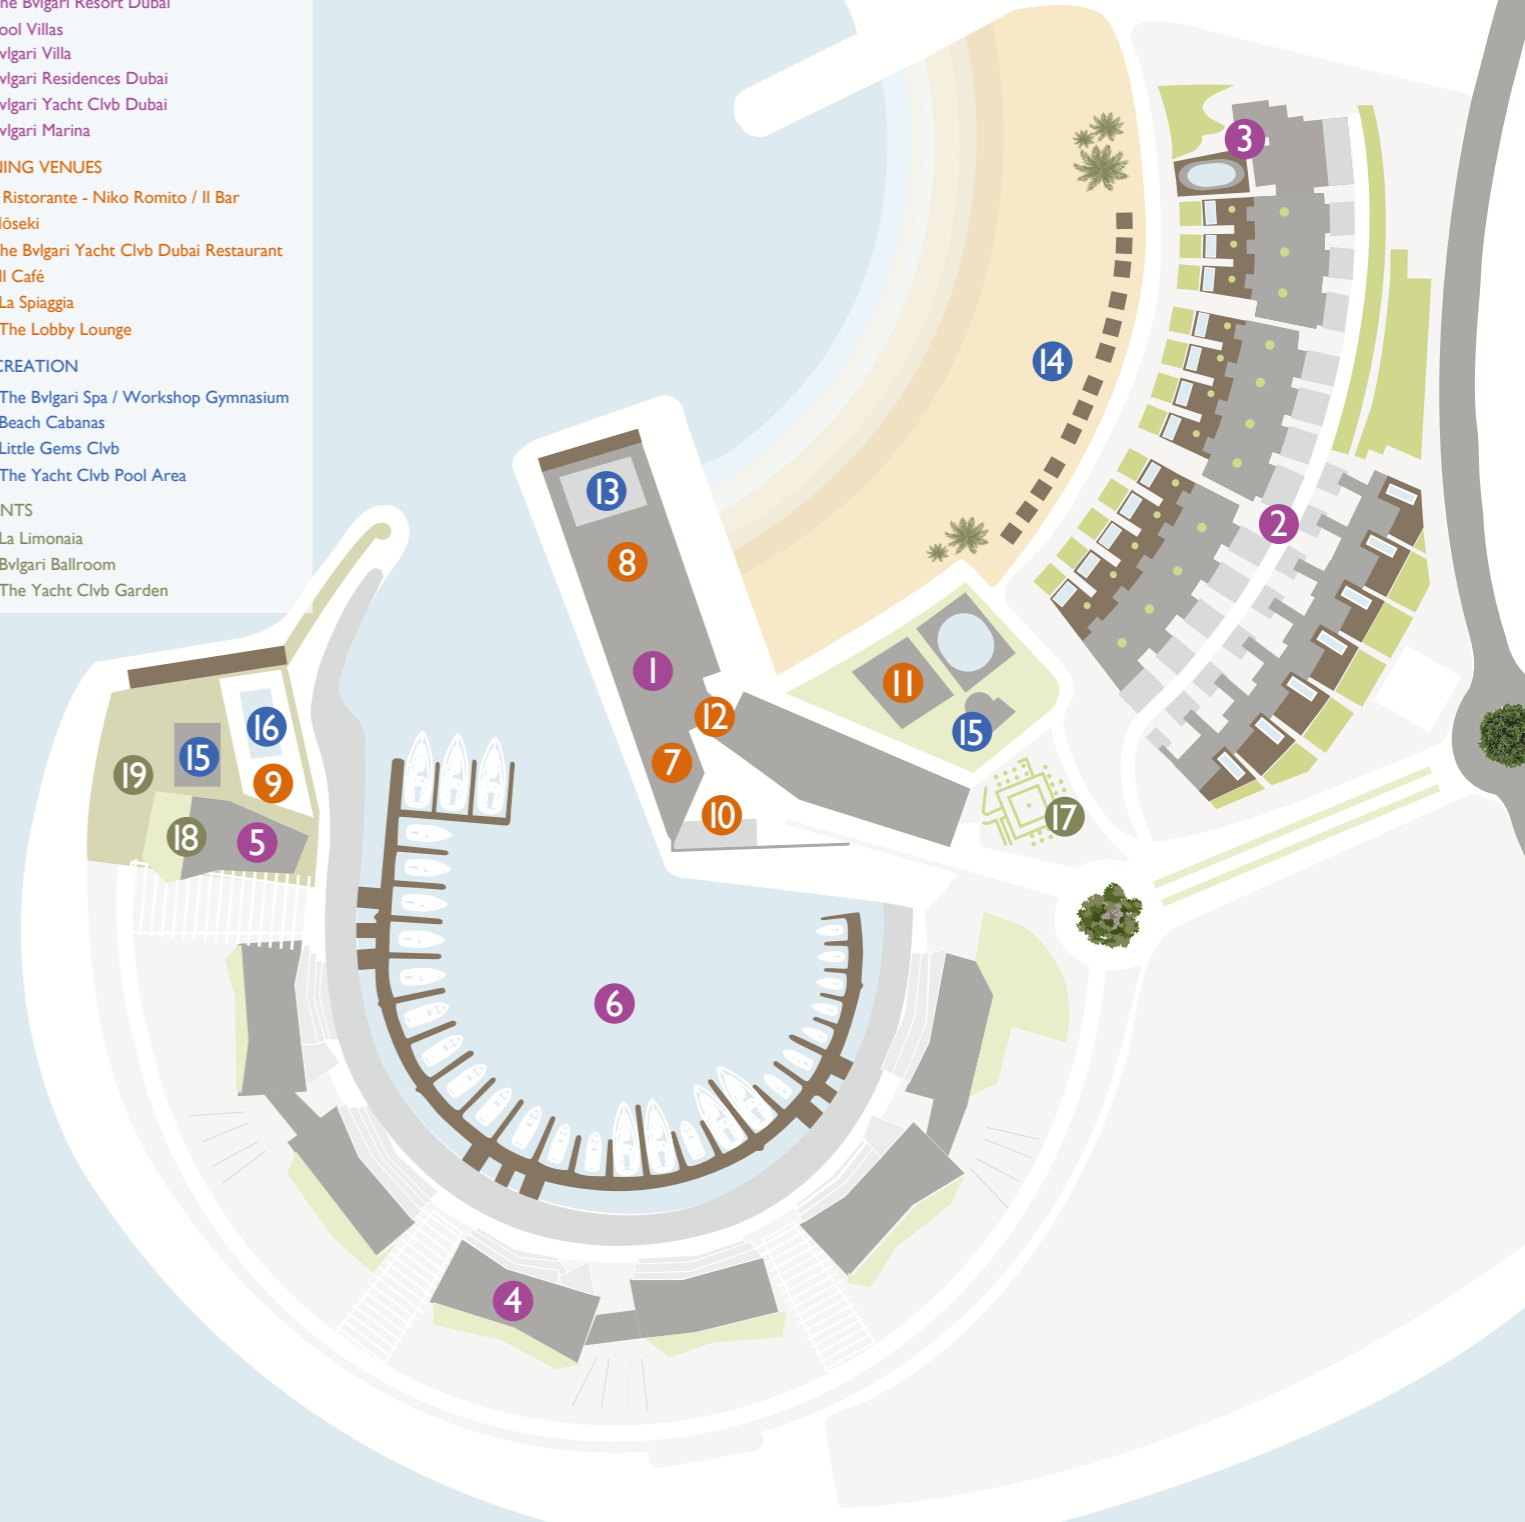 he Bvlgari Resort Dubai
ool Villas
vlgari Villa
vlgari Residences Dubai
vlgari Yacht Clvb Dubai
vlgari Marina
NING VENUES
Ristorante - Niko Romito / Il Bar
ōseki
he Bvlgari Yacht Clvb Dubai Restaurant
Il Café
La Spiaggia
The Lobby Lounge
CREATION
The Bvlgari Spa / Workshop Gymnasium
Beach Cabanas
Little Gems Clvb
The Yacht Clvb Pool Area
NTS
La Limonaia
Bvlgari Ballroom
The Yacht Clvb Garden
3
14
13
2
8
1
11
12
16
15
15
7
19
9
10
17
18
5
6
4